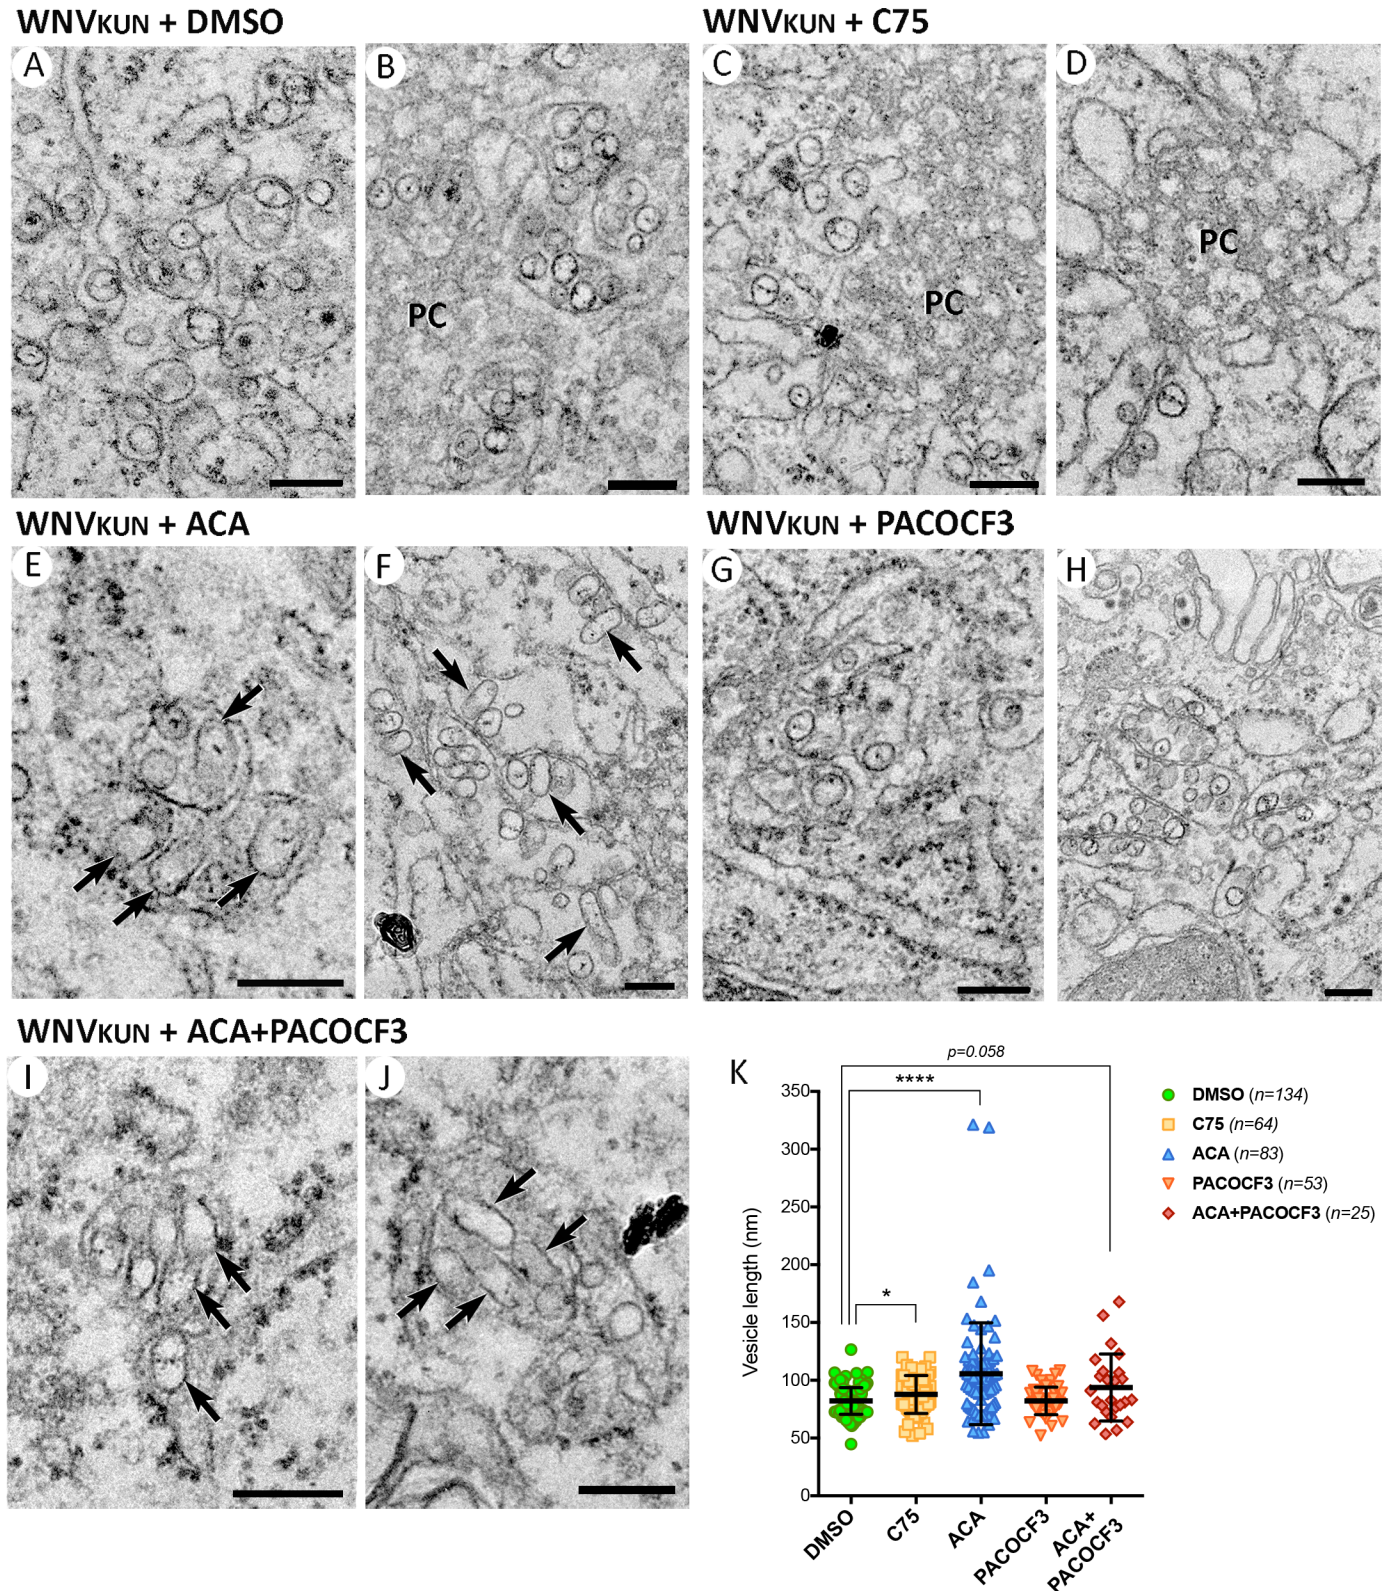 WNVKUN + DMSO
WNVKUN + C75
A
B
C
D
PC
PC
PC
WNVKUN + ACA
WNVKUN + PACOCF3
E
F
G
H
WNVKUN + ACA+PACOCF3
I
J
K
p=0.058
****
*
350
300
250
200
150
100
50
0
Vesicle length (nm)
DMSO
C75
ACA
PACOCF3
ACA+
PACOCF3
DMSO (n=134)
C75 (n=64)
ACA (n=83)
PACOCF3 (n=53)
ACA+PACOCF3 (n=25)